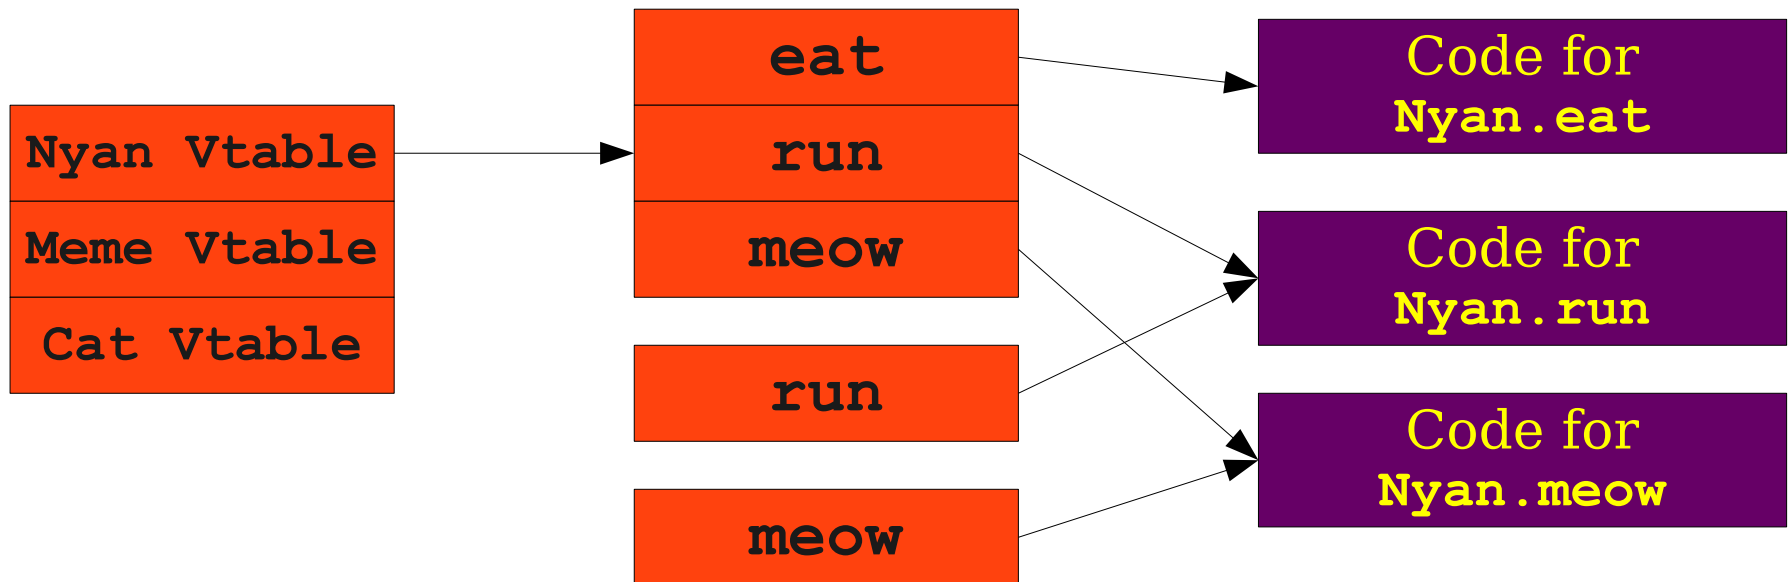 Nyan Vtable
Meme Vtable
Cat Vtable
eat
run
meow
run
meow
Code for
Nyan.eat
Code for
Nyan.run
Code for
Nyan.meow